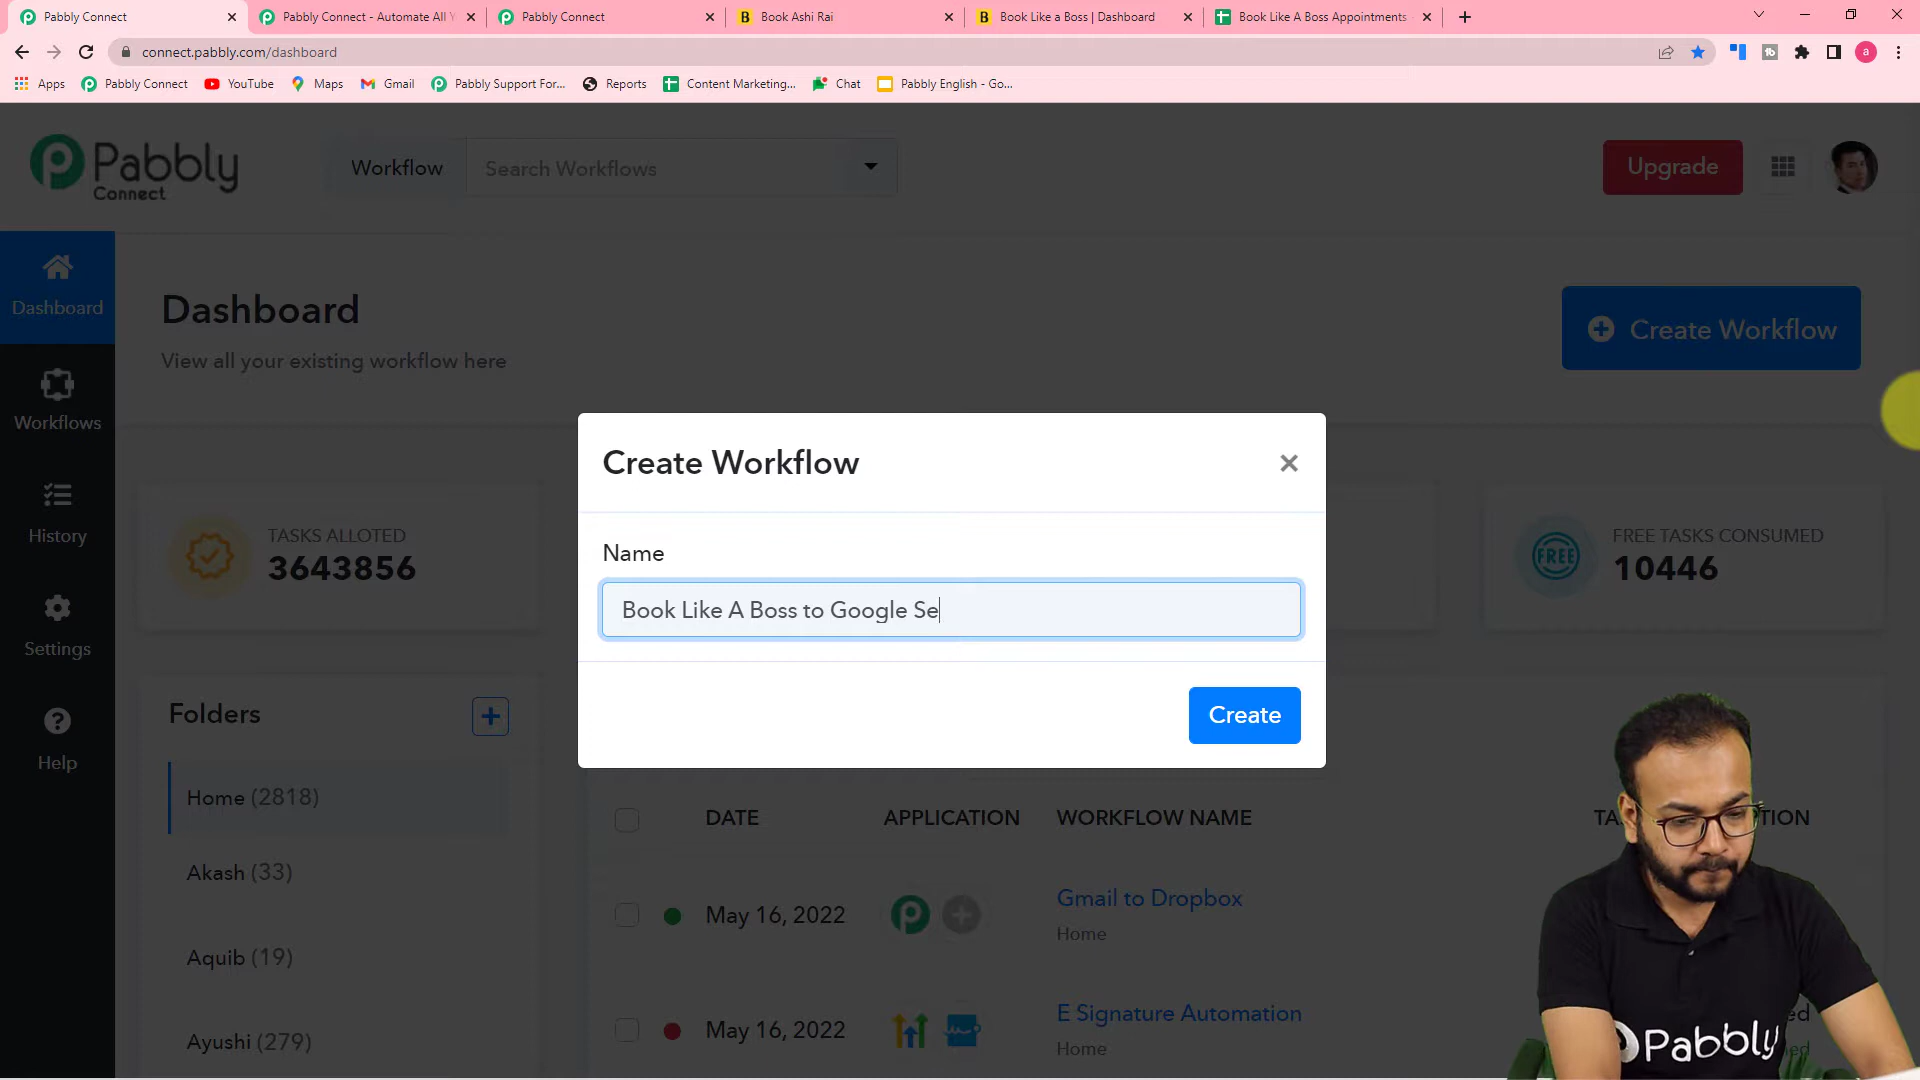 Pabbly Connect
Pabbly Connect - Automate All Y
Pabbly Connect
Book Ashi Rai
Book Like a Boss | Dashboard
Book Like A Boss Appointments
connect.pabbly.com/dashboard
Apps
Pabbly Connect
YouTube
Maps
Gmail
Pabbly Support For...
Reports
Content Marketing...
Chat
Pabbly English - Go...
Pabbly
Connect
Workflow
Search Workflows
Upgrade
Dashboard
Workflows
History
Settings
Help
Dashboard
View all your existing workflow here
Create Workflow
Create Workflow
Name
Book Like A Boss to Google Se
Create
TASKS ALLOTED
3643856
FREE TASKS CONSUMED
10446
Folders
Home (2818)
Akash (33)
Aquib (19)
Ayushi (279)
DATE
APPLICATION
WORKFLOW NAME
May 16, 2022
Gmail to Dropbox
Home
May 16, 2022
E Signature Automation
Home
Pabbly